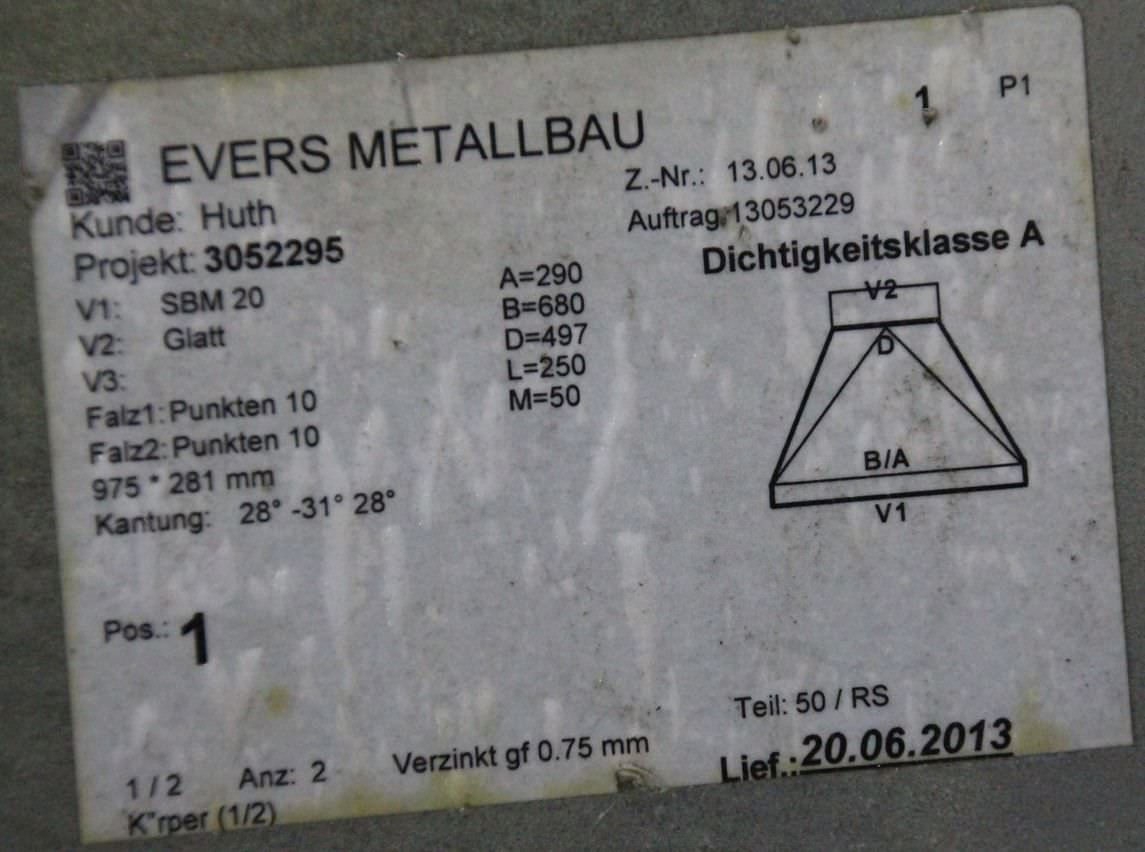 1 P1
EVERS METALLBAU
Z.-Nr.: 13.06.13
Kunde: Huth
Auftrag.13053229
Projekt: 3052295
Dichtigkeitsklasse A
V1: SBM 20
V2: Glatt
V3:
Falz1: Punkten 10
Falz2: Punkten 10
975 * 281 mm
Kantung: 28° -31° 28°
A=290
B=680
D=497
L=250
M=50
V2
D
B/A
V1
Pos.: 1
Teil: 50 / RS
1 / 2 Anz: 2 Verzinkt gf 0.75 mm
Lief.:20.06.2013
K"rper (1/2)